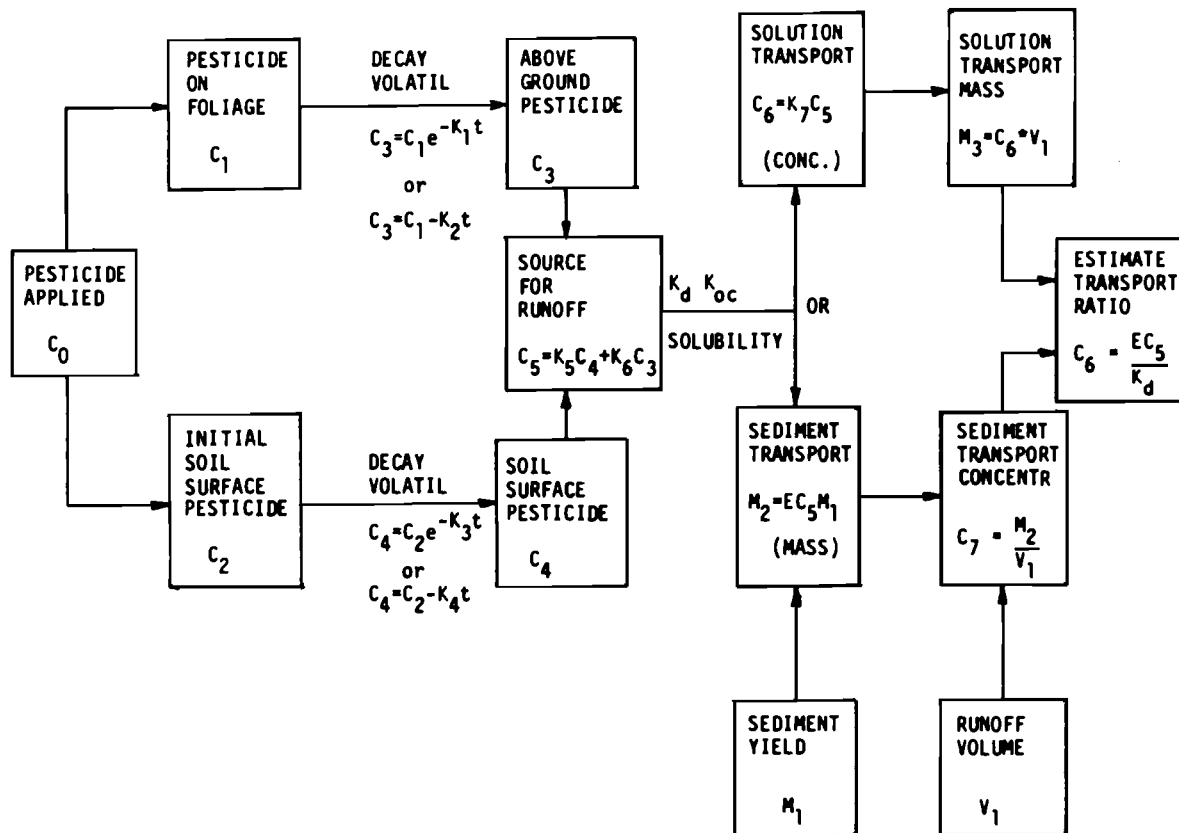 PESTICIDE
APPLIED
C₀
PESTICIDE
ON
FOLIAGE
C₁
DECAY
VOLATIL
C₃=C₁e^-K₁t
or
C₃=C₁-K₂t
ABOVE
GROUND
PESTICIDE
C₃
INITIAL
SOIL
SURFACE
PESTICIDE
C₂
DECAY
VOLATIL
C₄=C₂e^-K₃t
or
C₄=C₂-K₄t
SOIL
SURFACE
PESTICIDE
C₄
SOURCE
FOR
RUNOFF
C₅=K₅C₄+K₆C₃
K_d K_oc
SOLUBILITY
OR
SOLUTION
TRANSPORT
C₆=K₇C₅
(CONC.)
SOLUTION
TRANSPORT
MASS
M₃=C₆*V₁
SEDIMENT
TRANSPORT
M₂=EC₅M₁
(MASS)
SEDIMENT
TRANSPORT
CONCENTR
C₇ = M₂
V₁
ESTIMATE
TRANSPORT
RATIO
C₆ = EC₅
K_d
SEDIMENT
YIELD
M₁
RUNOFF
VOLUME
V₁